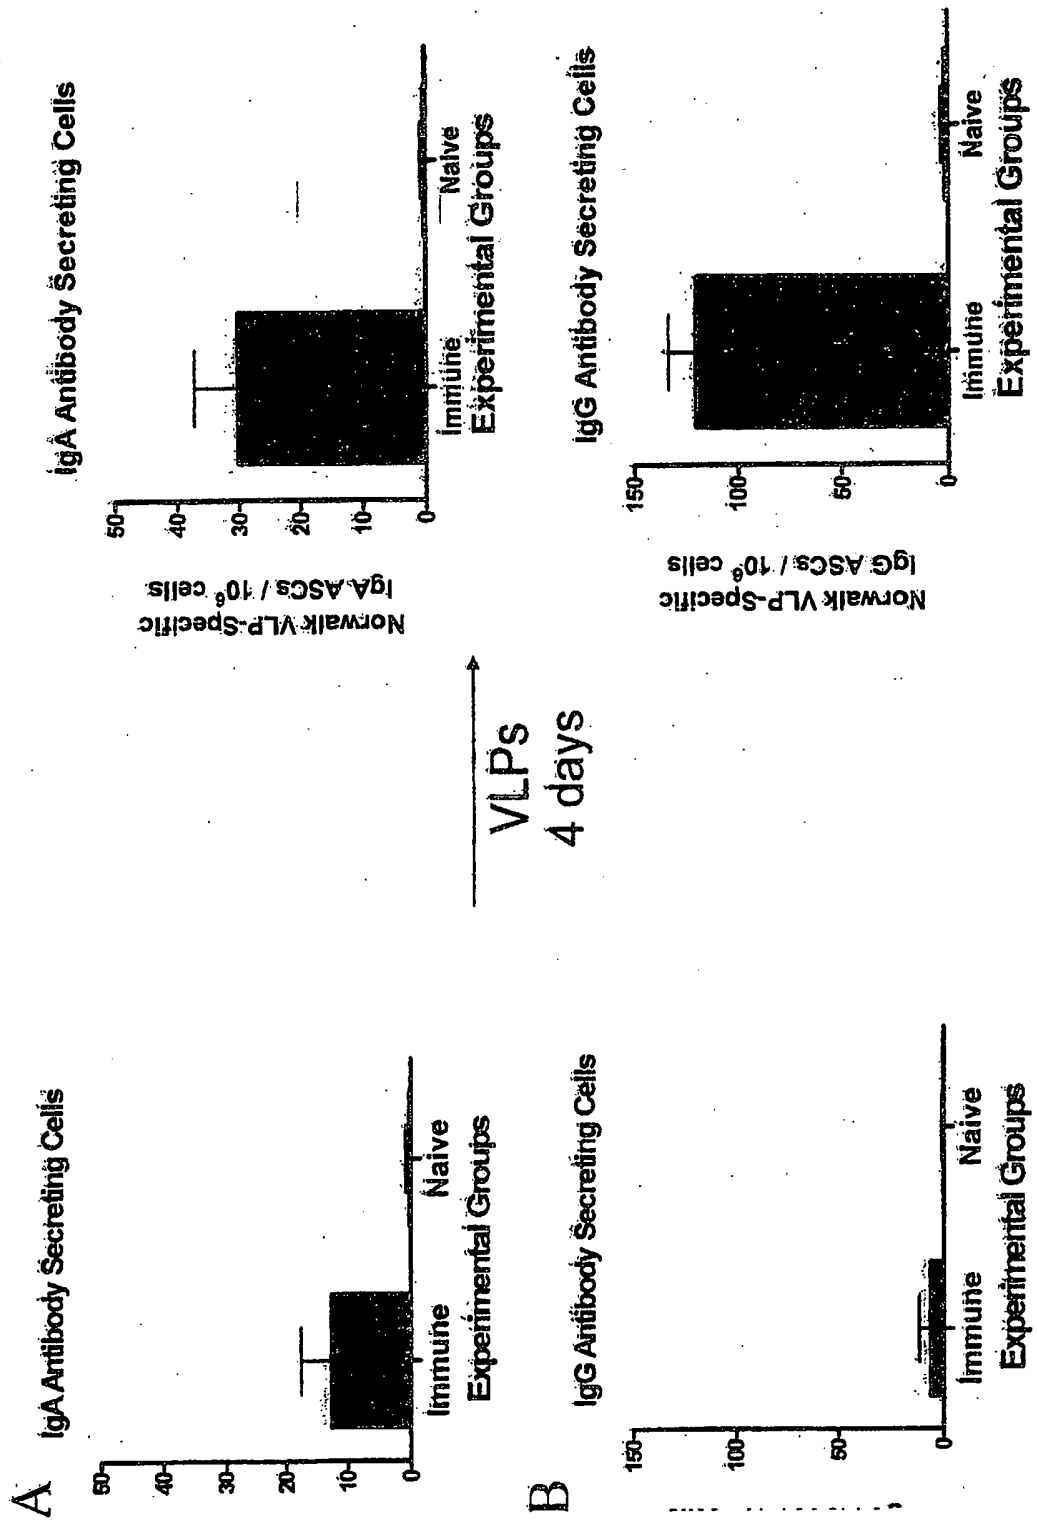 A
IgA Antibody Secreting Cells
50
40
30
20
10
0
Immune
Naive
Experimental Groups
VLPs
4 days
IgA Antibody Secreting Cells
Norwalk VLP-Specific
IgA ASCs / 10⁶ cells
50
40
30
20
10
0
Immune
Naive
Experimental Groups
B
IgG Antibody Secreting Cells
150
100
50
0
Immune
Naive
Experimental Groups
IgG Antibody Secreting Cells
Norwalk VLP-Specific
IgG ASCs / 10⁶ cells
150
100
50
0
Immune
Naive
Experimental Groups